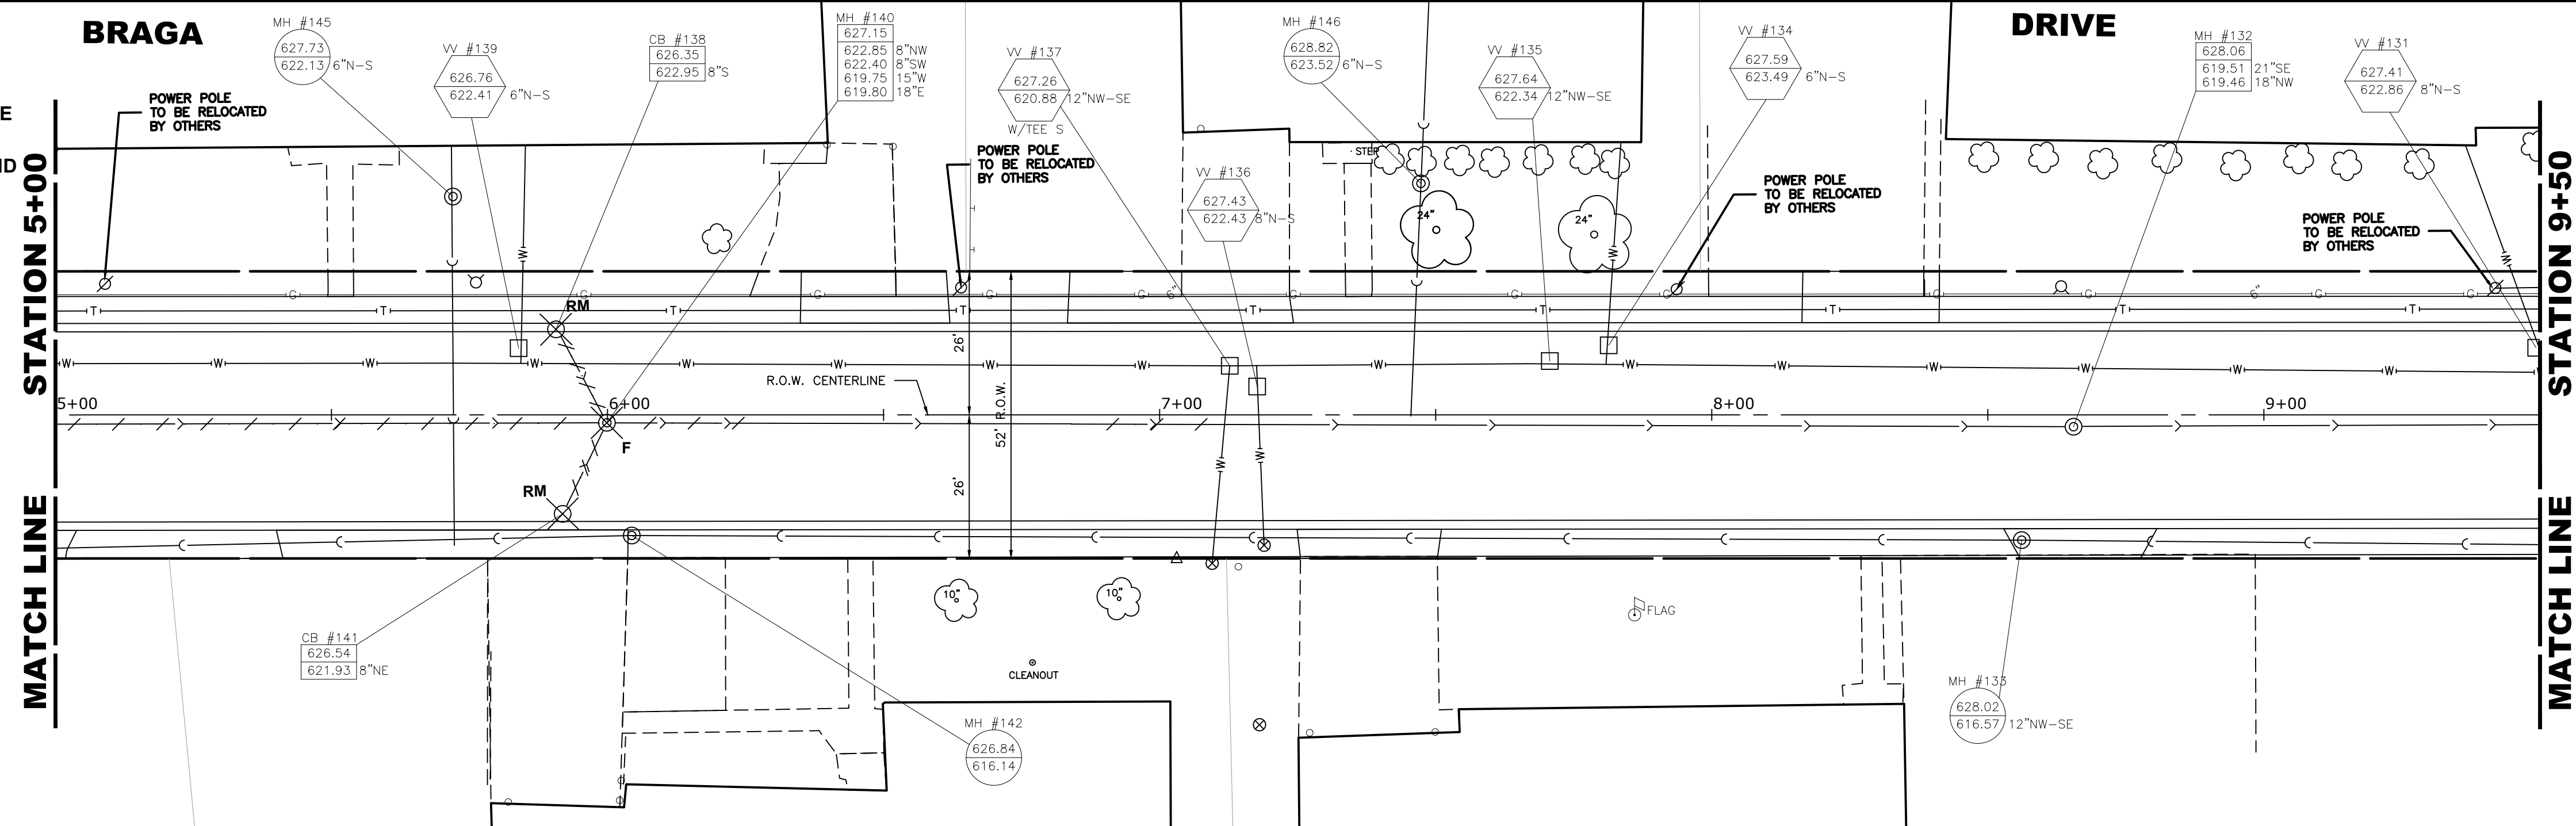 BRAGA
DRIVE
E
ID
MATCH LINE STATION 5+00
MH #145
627.73
622.13 6"N-S
VV #139
626.76
622.41 6"N-S
CB #138
626.35
622.95 8"S
MH #140
627.15
622.85 8"NW
622.40 8"SW
619.75 15"W
619.80 18"E
VV #137
627.26
620.88 12"NW-SE
W/TEE S
MH #146
628.82
623.52 6"N-S
VV #135
627.64
622.34 12"NW-SE
VV #134
627.59
623.49 6"N-S
MH #132
628.06
619.51 21"SE
619.46 18"NW
VV #131
627.41
622.86 8"N-S
POWER POLE
TO BE RELOCATED
BY OTHERS
POWER POLE
TO BE RELOCATED
BY OTHERS
VV #136
627.43
622.43 8"N-S
STEP
24"
24"
POWER POLE
TO BE RELOCATED
BY OTHERS
POWER POLE
TO BE RELOCATED
BY OTHERS
W
W
W
W
G G G G G 6" G G G G G G 6" G G
RM
T T T T T T T T T
26'
W W W W W W W W W W W W W W W W
R.O.W. CENTERLINE
5+00 6+00 7+00 8+00 9+00
52' R.O.W.
F
26'
W
W
RM
10"
10"
FLAG
CLEANOUT
CB #141
626.54
621.93 8"NE
MH #142
626.84
616.14
MH #133
628.02
616.57 12"NW-SE
MATCH LINE STATION 9+50